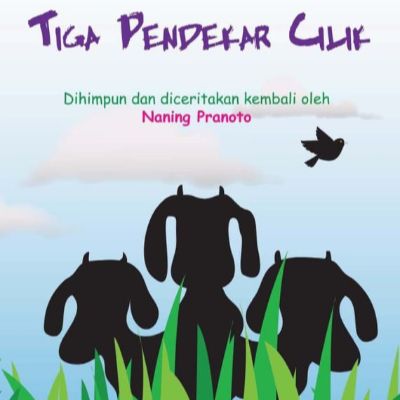 TIGA PENDEKAR CILIK
Dihimpun dan diceritakan kembali oleh
Naning Pranoto